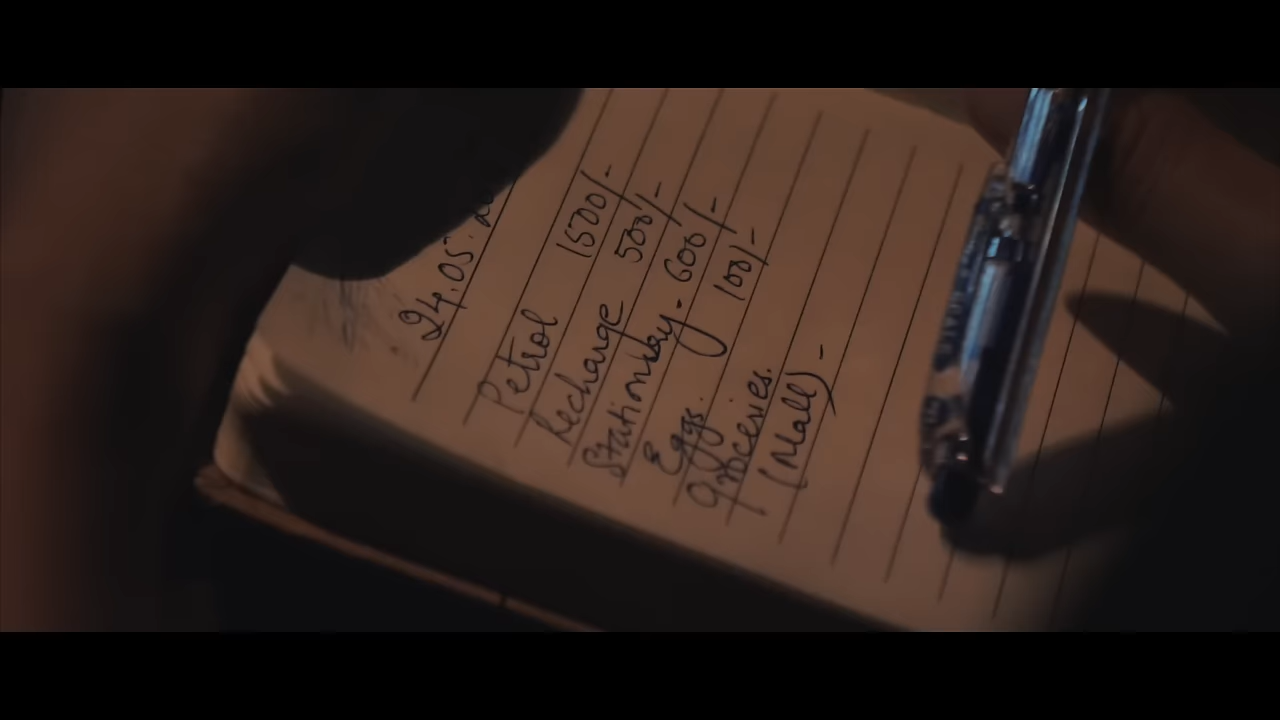 24.05.
Petrol 1500/-
Recharge 500/-
Stationary. 600/-
Eggs. 100/-
Groceries.
(Mall) -